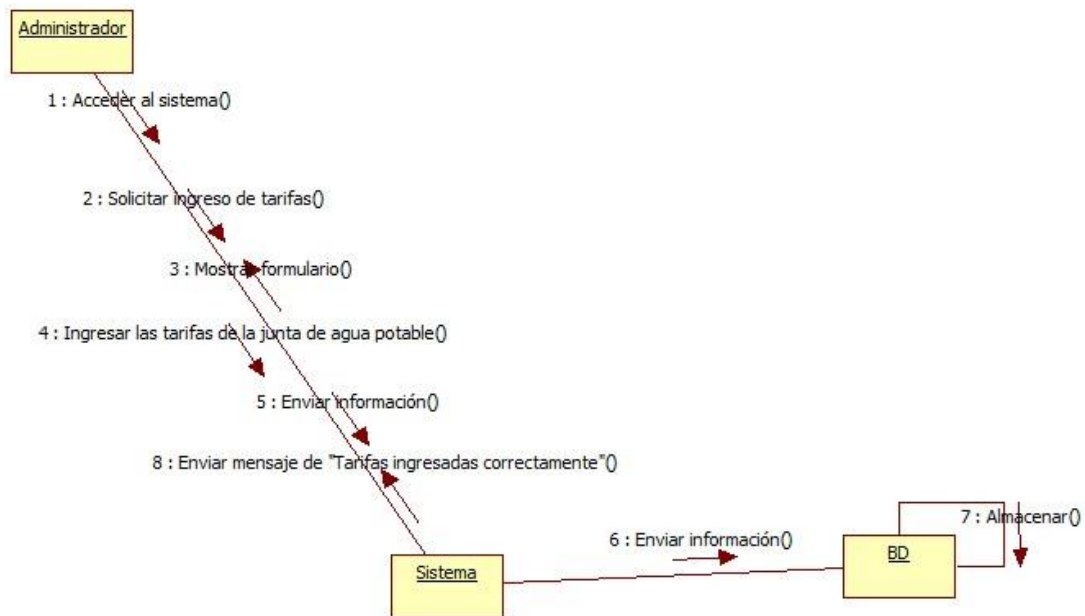 Administrador
1 : Acceder al sistema()
2 : Solicitar ingreso de tarifas()
3 : Mostrar formulario()
4 : Ingresar las tarifas de la junta de agua potable()
5 : Enviar información()
8 : Enviar mensaje de "Tarifas ingresadas correctamente"()
7 : Almacenar()
6 : Enviar información()
BD
Sistema